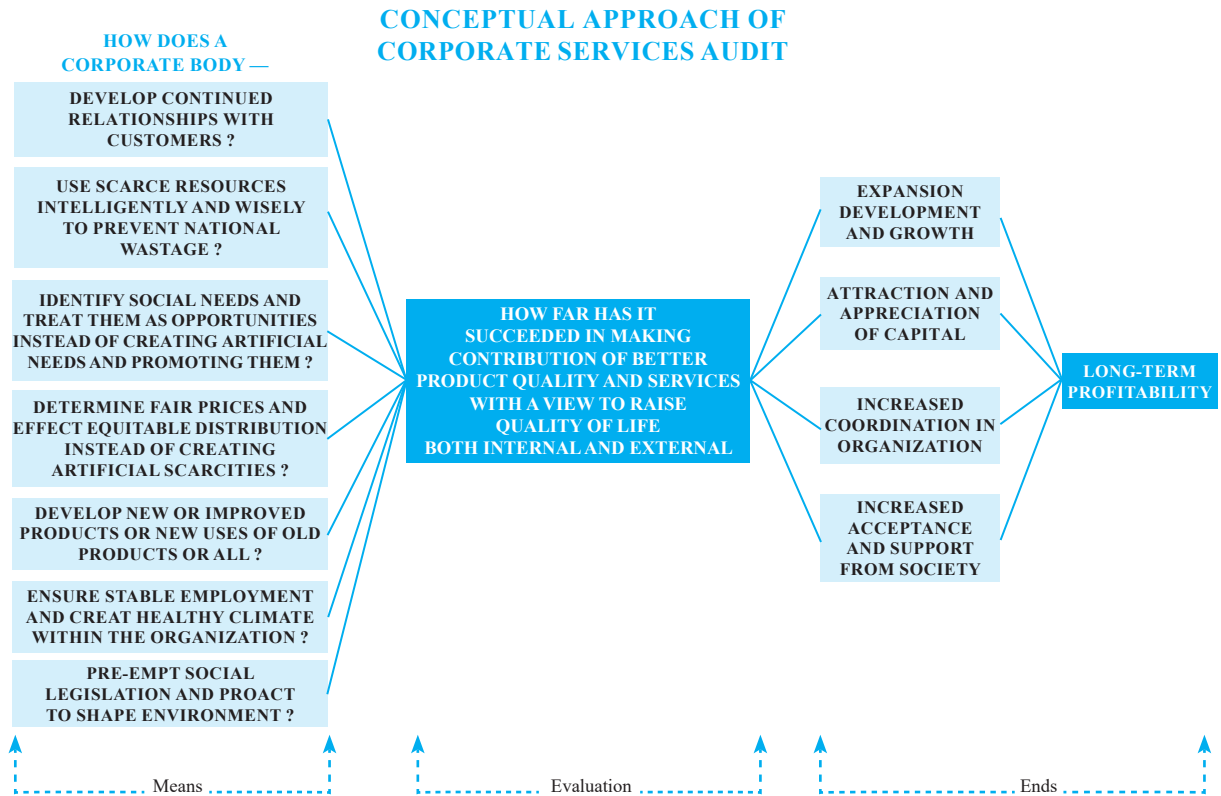 CONCEPTUAL APPROACH OF
CORPORATE SERVICES AUDIT
HOW DOES A
CORPORATE BODY —
DEVELOP CONTINUED
RELATIONSHIPS WITH
CUSTOMERS ?
USE SCARCE RESOURCES
INTELLIGENTLY AND WISELY
TO PREVENT NATIONAL
WASTAGE ?
IDENTIFY SOCIAL NEEDS AND
TREAT THEM AS OPPORTUNITIES
INSTEAD OF CREATING ARTIFICIAL
NEEDS AND PROMOTING THEM ?
DETERMINE FAIR PRICES AND
EFFECT EQUITABLE DISTRIBUTION
INSTEAD OF CREATING
ARTIFICIAL SCARCITIES ?
DEVELOP NEW OR IMPROVED
PRODUCTS OR NEW USES OF OLD
PRODUCTS OR ALL ?
ENSURE STABLE EMPLOYMENT
AND CREAT HEALTHY CLIMATE
WITHIN THE ORGANIZATION ?
PRE-EMPT SOCIAL
LEGISLATION AND PROACT
TO SHAPE ENVIRONMENT ?
HOW FAR HAS IT
SUCCEEDED IN MAKING
CONTRIBUTION OF BETTER
PRODUCT QUALITY AND SERVICES
WITH A VIEW TO RAISE
QUALITY OF LIFE
BOTH INTERNAL AND EXTERNAL
EXPANSION
DEVELOPMENT
AND GROWTH
ATTRACTION AND
APPRECIATION
OF CAPITAL
INCREASED
COORDINATION IN
ORGANIZATION
INCREASED
ACCEPTANCE
AND SUPPORT
FROM SOCIETY
LONG-TERM
PROFITABILITY
Means
Evaluation
Ends